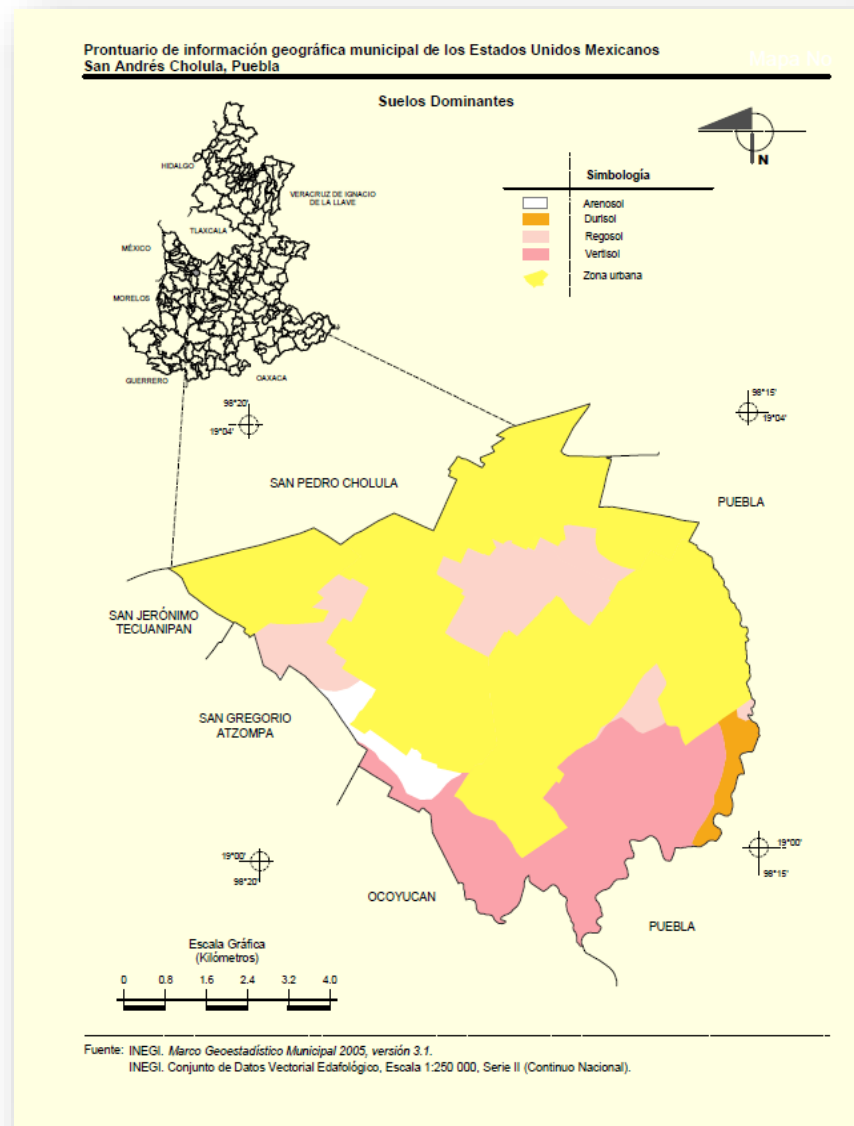 Prontuario de información geográfica municipal de los Estados Unidos Mexicanos
San Andrés Cholula, Puebla
Suelos Dominantes
HIDALGO
VERACRUZ DE IGNACIO
DE LA LLAVE
TLAXCALA
MÉXICO
MORELOS
GUERRERO
OAXACA
N
Simbología
Arenosol
Durisol
Regosol
Vertisol
Zona urbana
98°20'
19°04'
98°15'
19°04'
SAN PEDRO CHOLULA
PUEBLA
SAN JERÓNIMO
TECUANIPAN
SAN GREGORIO
ATZOMPA
19°00'
98°20'
19°00'
98°15'
OCOYUCAN
PUEBLA
Escala Gráfica
(Kilómetros)
0 0.8 1.6 2.4 3.2 4.0
Fuente: INEGI. Marco Geoestadístico Municipal 2005, versión 3.1.
INEGI. Conjunto de Datos Vectorial Edafológico, Escala 1:250 000, Serie II (Continuo Nacional).